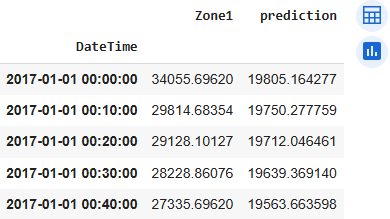 Zone1 prediction
DateTime
2017-01-01 00:00:00 34055.69620 19805.164277
2017-01-01 00:10:00 29814.68354 19750.277759
2017-01-01 00:20:00 29128.10127 19712.046461
2017-01-01 00:30:00 28228.86076 19639.369140
2017-01-01 00:40:00 27335.69620 19563.663598